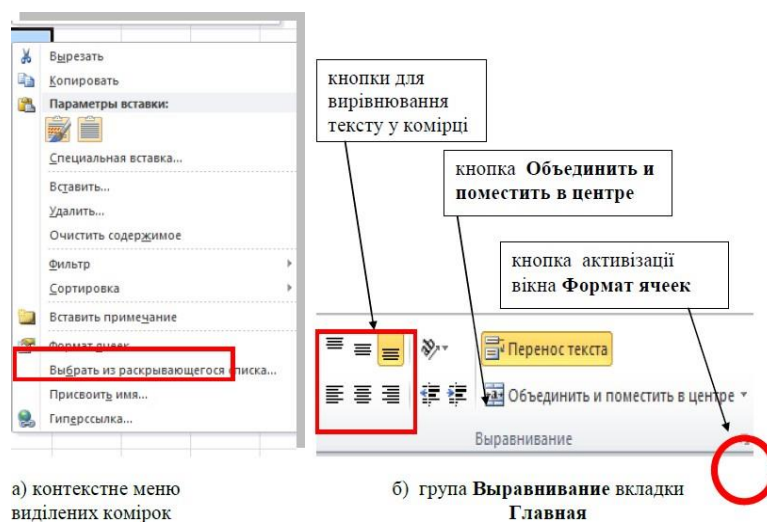 Вырезать
Копировать
Параметры вставки:
Специальная вставка...
Вставить...
Удалить...
Очистить содержимое
Фильтр
Сортировка
Вставить примечание
Формат ячеек...
Выбрать из раскрывающегося списка...
Присвоить имя...
Гиперссылка...
а) контекстне меню
виділених комірок
кнопки для
вирівнювання
тексту у комірці
кнопка Объединить и
поместить в центре
кнопка активізації
вікна Формат ячеек
Перенос текста
Объединить и поместить в центре
Выравнивание
б) група Выравнивание вкладки
Главная